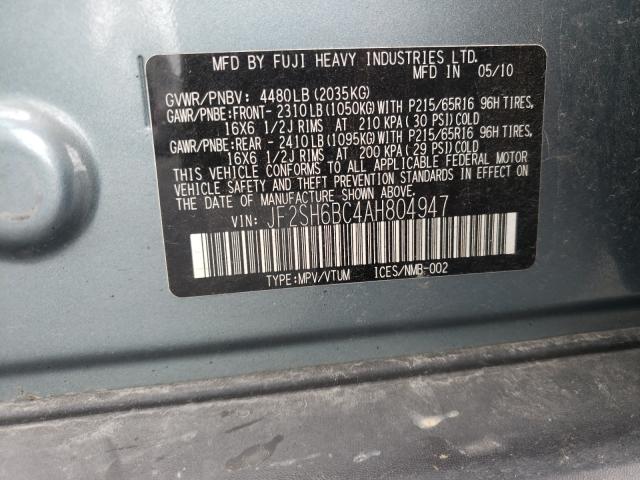 MFD BY FUJI HEAVY INDUSTRIES LTD.
MFD IN 05/10
GVWR/PNBV: 4480LB (2035KG)
GAWR/PNBE:FRONT- 2310LB (1050KG) WITH P215/65R16 96H TIRES,
16X6 1/2J RIMS AT 210 KPA (30 PSI) COLD
GAWR/PNBE:REAR - 2410LB (1095KG) WITH P215/65R16 96H TIRES,
16X6 1/2J RIMS AT 200 KPA (29 PSI) COLD
THIS VEHICLE CONFORMS TO ALL APPLICABLE FEDERAL MOTOR
VEHICLE SAFETY AND THEFT PREVENTION STANDARDS IN EFFECT ON
THE DATE OF MANUFACTURE SHOWN ABOVE.
VIN: JF2SH6BC4AH804947
TYPE:MPV/VTUM ICES/NMB-002